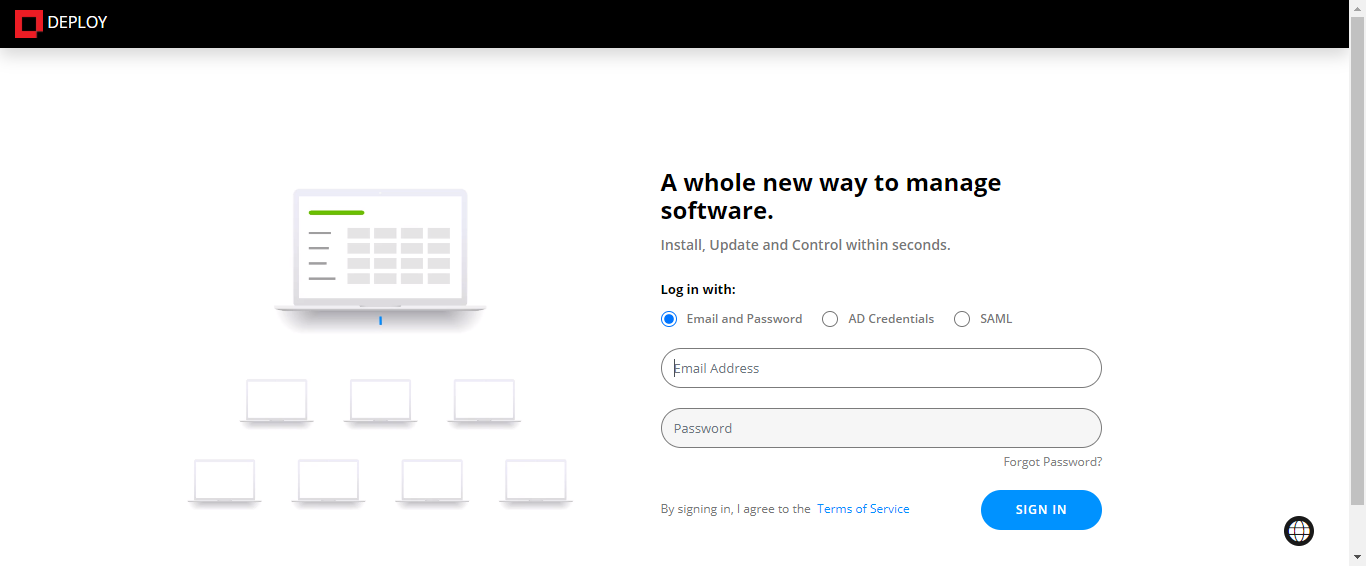 DEPLOY
A whole new way to manage
software.
Install, Update and Control within seconds.
Log in with:
Email and Password AD Credentials SAML
Email Address
Password
Forgot Password?
By signing in, I agree to the Terms of Service
SIGN IN